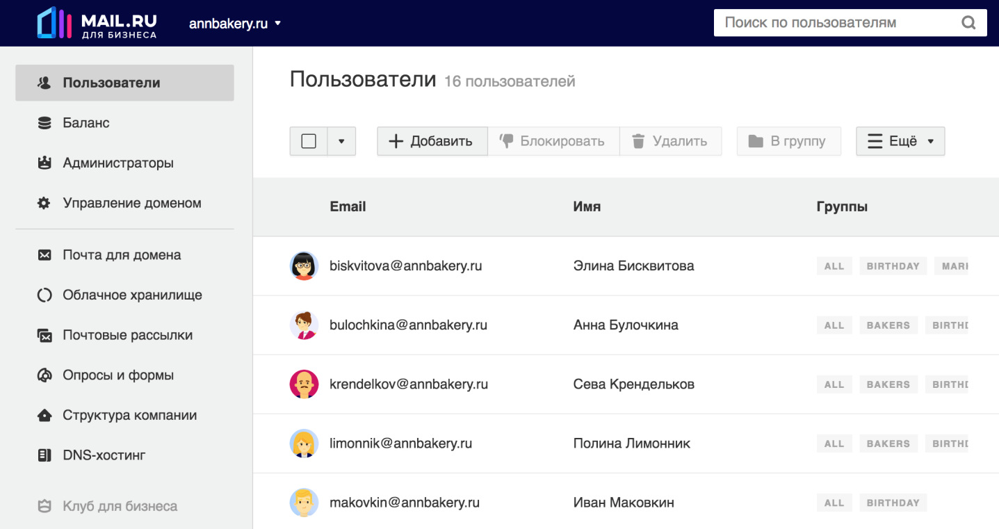 MAIL.RU
ДЛЯ БИЗНЕСА
annbakery.ru
Поиск по пользователям
Пользователи
Баланс
Администраторы
Управление доменом
Почта для домена
Облачное хранилище
Почтовые рассылки
Опросы и формы
Структура компании
DNS-хостинг
Клуб для бизнеса
Пользователи 16 пользователей
Добавить Блокировать Удалить В группу Ещё
Email Имя Группы
biskvitova@annbakery.ru Элина Бисквитова ALL BIRTHDAY MAR
bulochkina@annbakery.ru Анна Булочкина ALL BAKERS BIRTH
krendelkov@annbakery.ru Сева Крендельков ALL BAKERS BIRTH
limonnik@annbakery.ru Полина Лимонник ALL BAKERS BIRTH
makovkin@annbakery.ru Иван Маковкин ALL BIRTHDAY